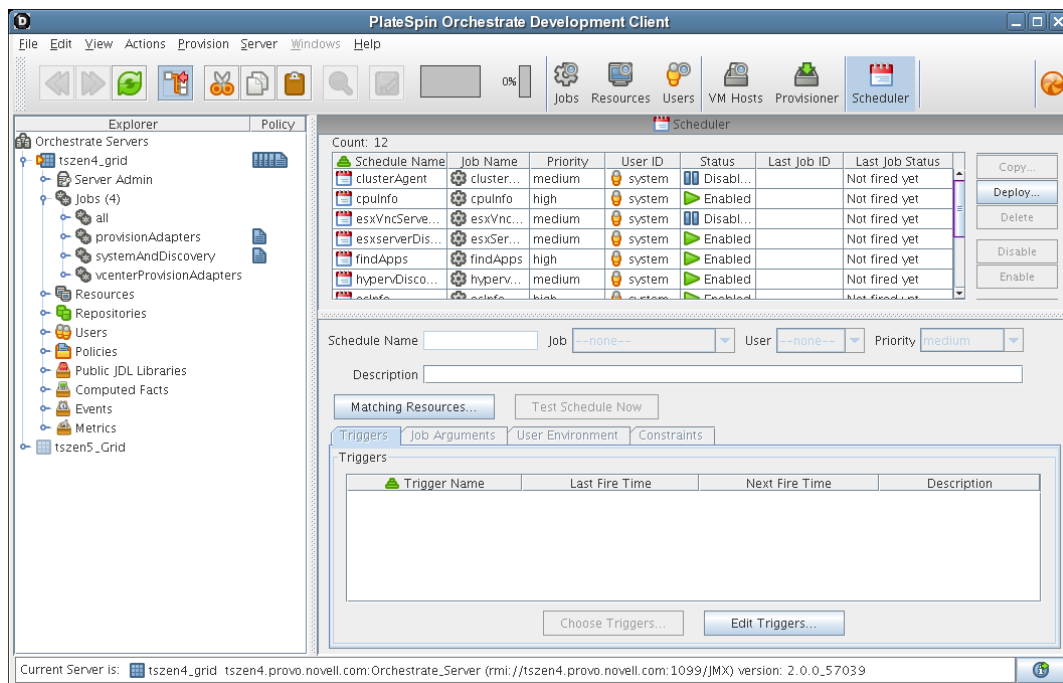 PlateSpin Orchestrate Development Client
File Edit View Actions Provision Server Windows Help
0%
Jobs Resources Users VM Hosts Provisioner Scheduler
Explorer Policy
Orchestrate Servers
tszen4_grid
Server Admin
Jobs (4)
all
provisionAdapters
systemAndDiscovery
vcenterProvisionAdapters
Resources
Repositories
Users
Policies
Public JDL Libraries
Computed Facts
Events
Metrics
tszen5_Grid
Scheduler
Count: 12
Schedule Name Job Name Priority User ID Status Last Job ID Last Job Status
clusterAgent cluster... medium system Disabl... Not fired yet
cpuInfo cpuInfo high system Enabled Not fired yet
esxVncServe... esxVnc... medium system Disabl... Not fired yet
esxserverDis... esxSer... medium system Enabled Not fired yet
findApps findApps high system Enabled Not fired yet
hypervDisco... hyperv... medium system Enabled Not fired yet
osInfo osInfo high system Enabled Not fired yet
Copy...
Deploy...
Delete
Disable
Enable
Schedule Name Job --none-- User --none-- Priority medium
Description
Matching Resources... Test Schedule Now
Triggers Job Arguments User Environment Constraints
Triggers
Trigger Name Last Fire Time Next Fire Time Description
Choose Triggers... Edit Triggers...
Current Server is: tszen4_grid tszen4.provo.novell.com:Orchestrate_Server (rmi://tszen4.provo.novell.com:1099/JMX) version: 2.0.0_57039